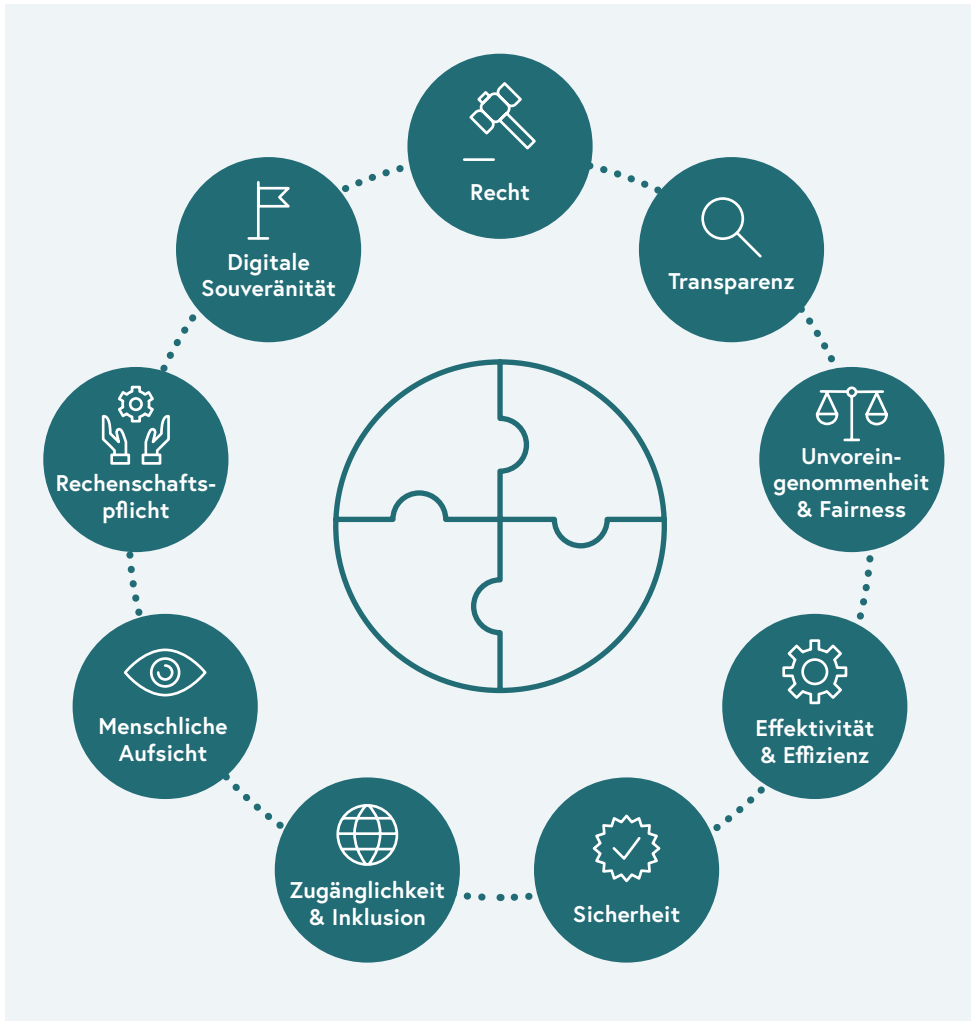 Recht
Transparenz
Unvorein-
genommenheit
& Fairness
Effektivität
& Effizienz
Sicherheit
Zugänglichkeit
& Inklusion
Menschliche
Aufsicht
Rechenschafts-
pflicht
Digitale
Souveränität